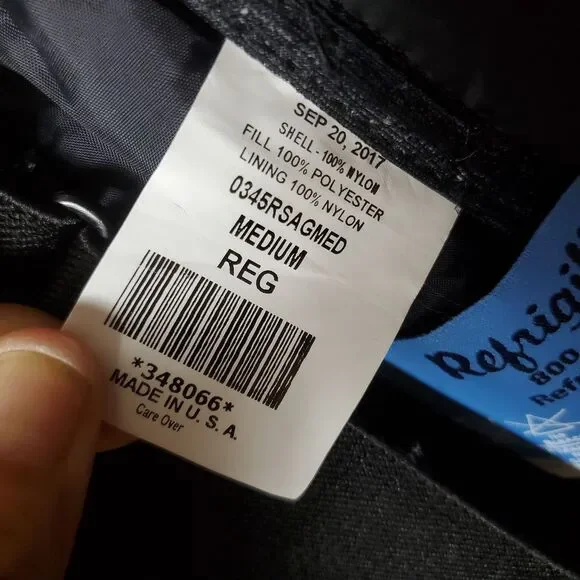 SEP 20, 2017
SHELL - 100% NYLON
FILL 100% POLYESTER
LINING 100% NYLON
0345RSAGMED
MEDIUM
REG
*348066*
MADE IN U. S. A.
Care Over
800